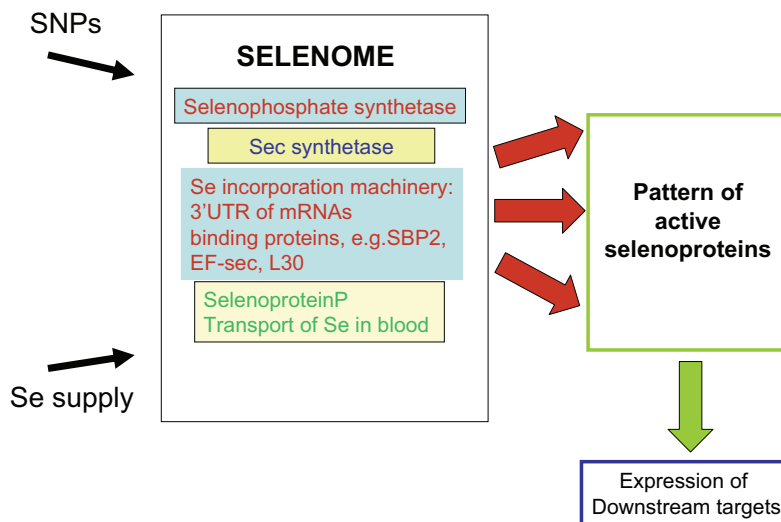 SNPs
SELENOME
Selenophosphate synthetase
Sec synthetase
Se incorporation machinery:
3'UTR of mRNAs
binding proteins, e.g.SBP2,
EF-sec, L30
SelenoproteinP
Transport of Se in blood
Se supply
Pattern of
active
selenoproteins
Expression of
Downstream targets